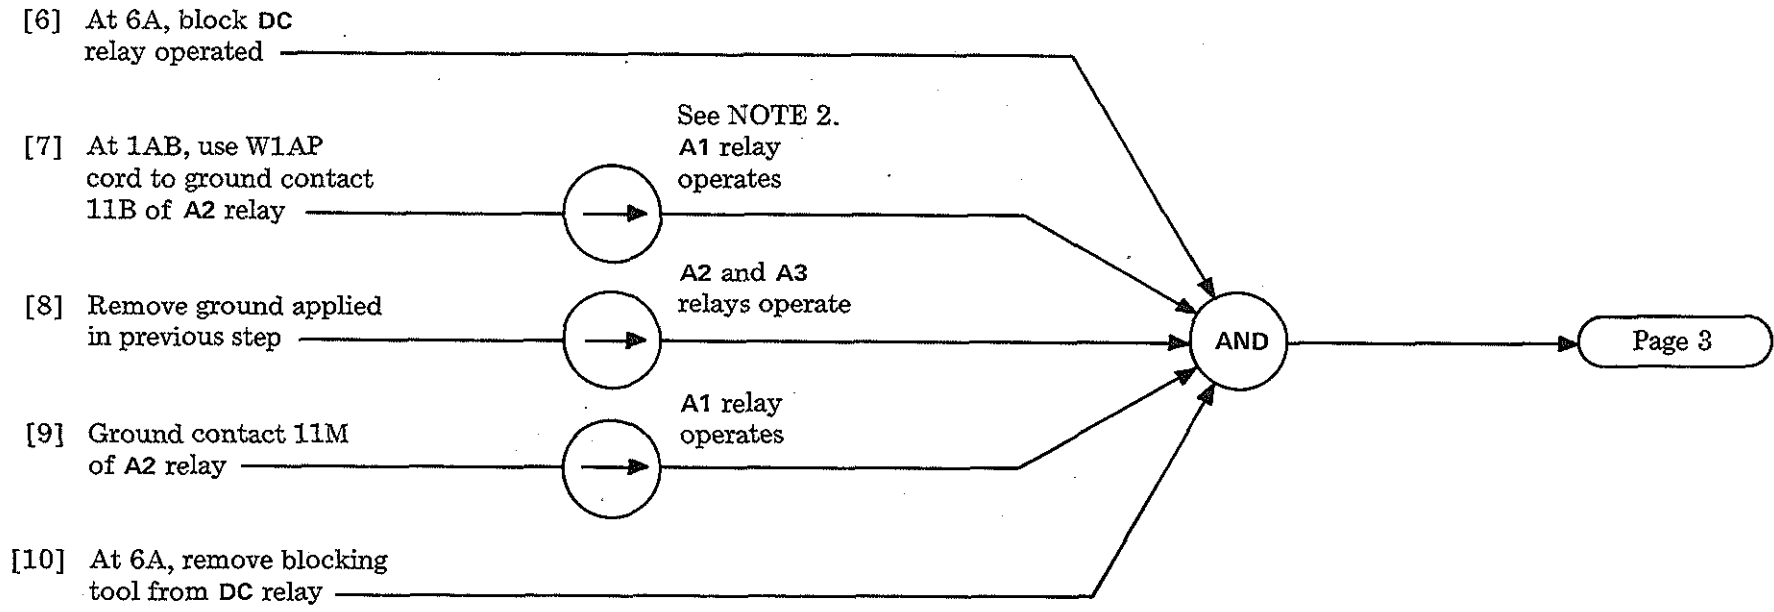 [6] At 6A, block DC
relay operated
[7] At 1AB, use W1AP
cord to ground contact
11B of A2 relay
See NOTE 2.
A1 relay
operates
[8] Remove ground applied
in previous step
A2 and A3
relays operate
[9] Ground contact 11M
of A2 relay
A1 relay
operates
[10] At 6A, remove blocking
tool from DC relay
AND
Page 3